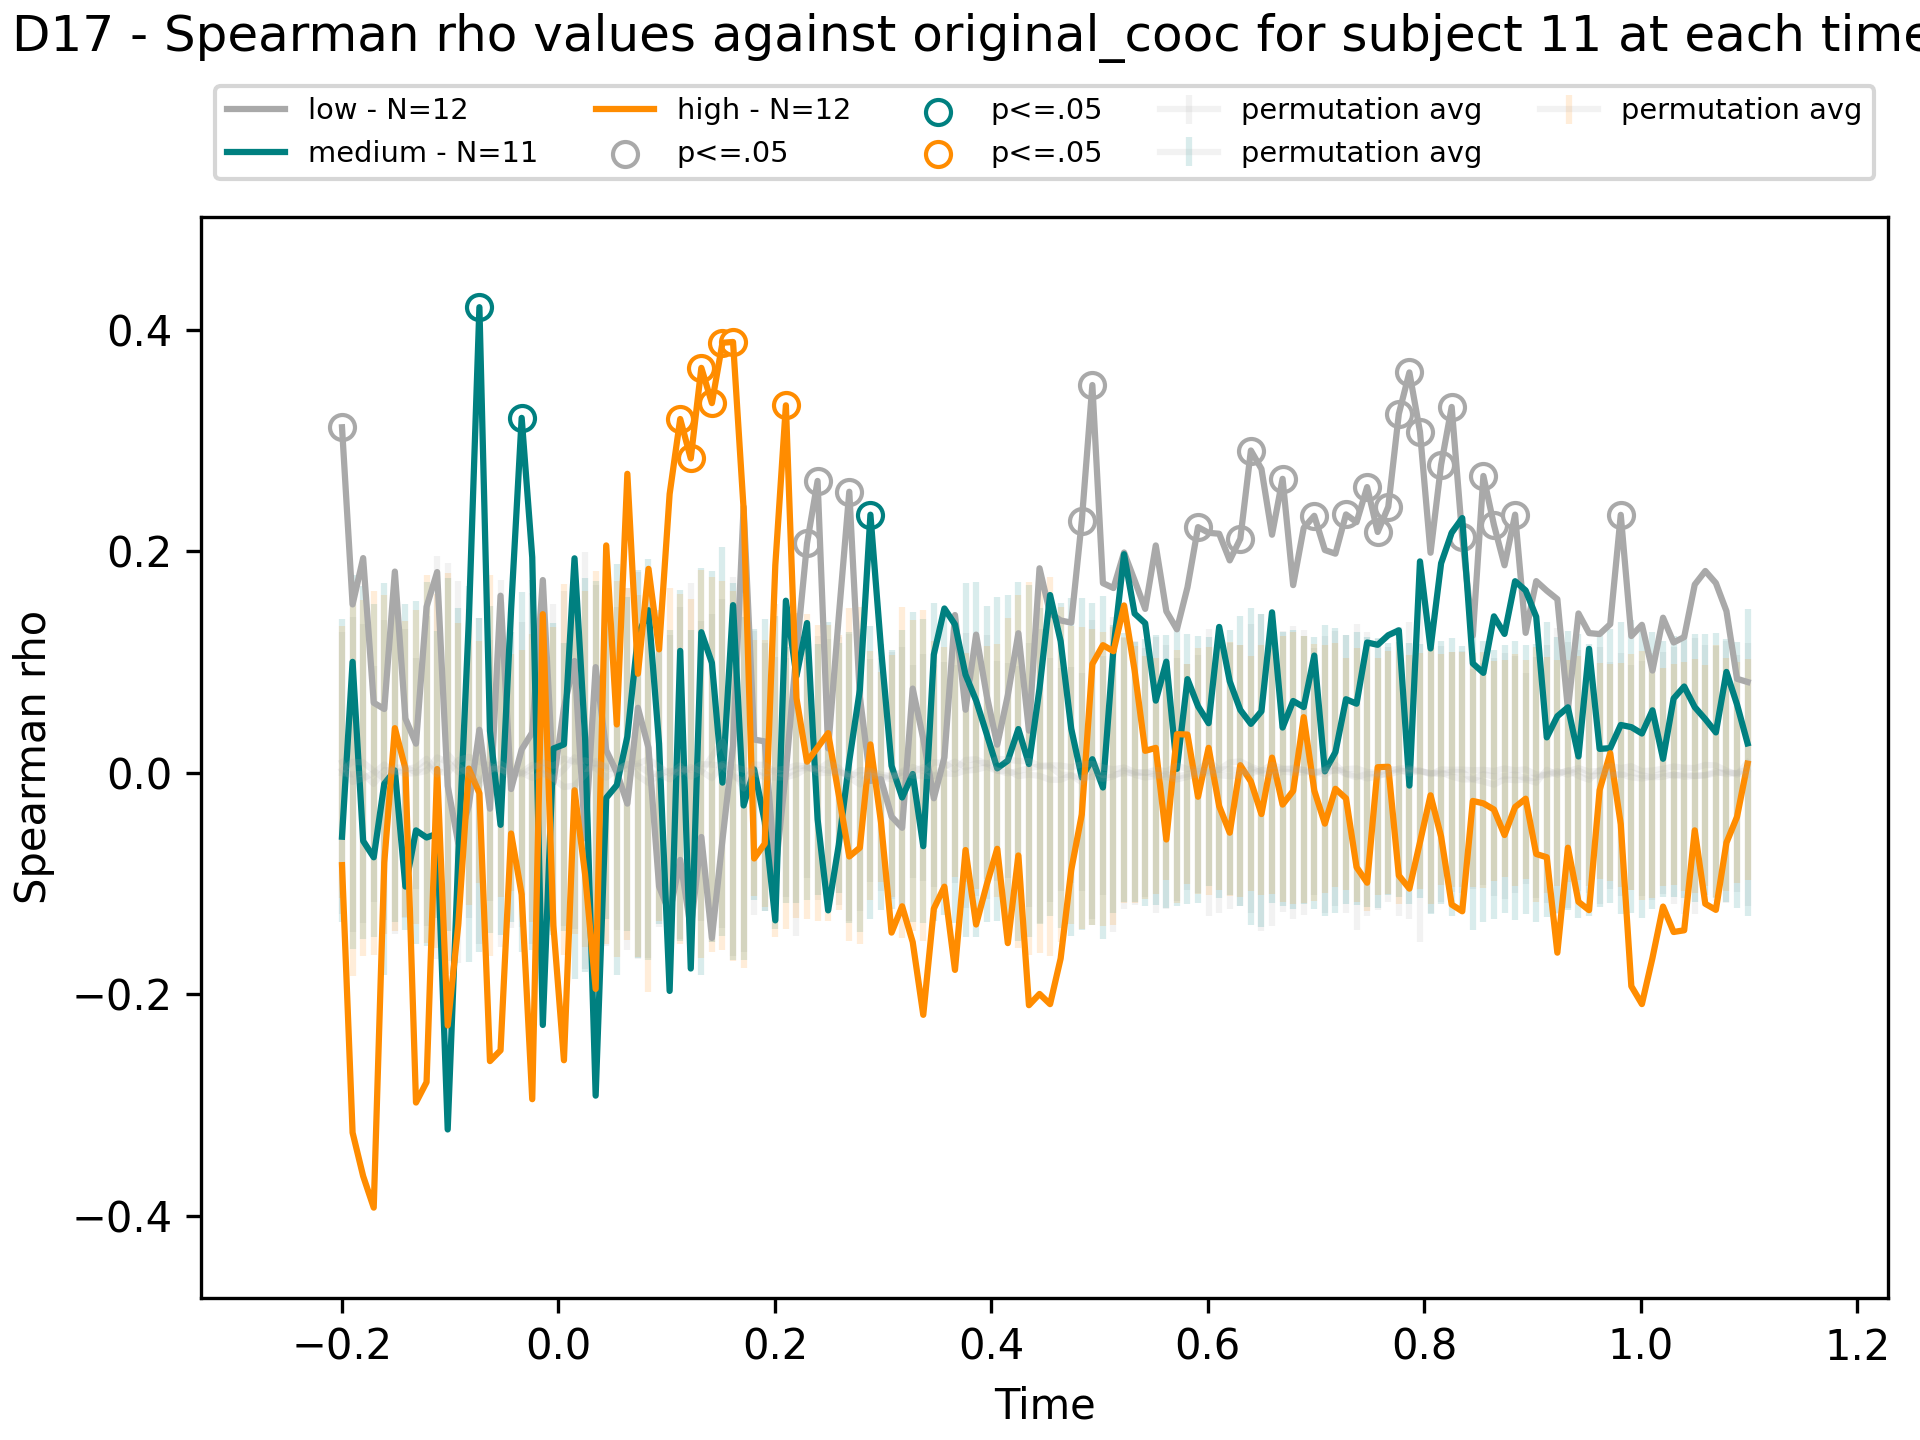 D17 - Spearman rho values against original_cooc for subject 11 at each time
low - N=12
medium - N=11
high - N=12
p<=.05
p<=.05
p<=.05
permutation avg
permutation avg
permutation avg
Spearman rho
0.4
0.2
0.0
−0.2
−0.4
−0.2 0.0 0.2 0.4 0.6 0.8 1.0 1.2
Time